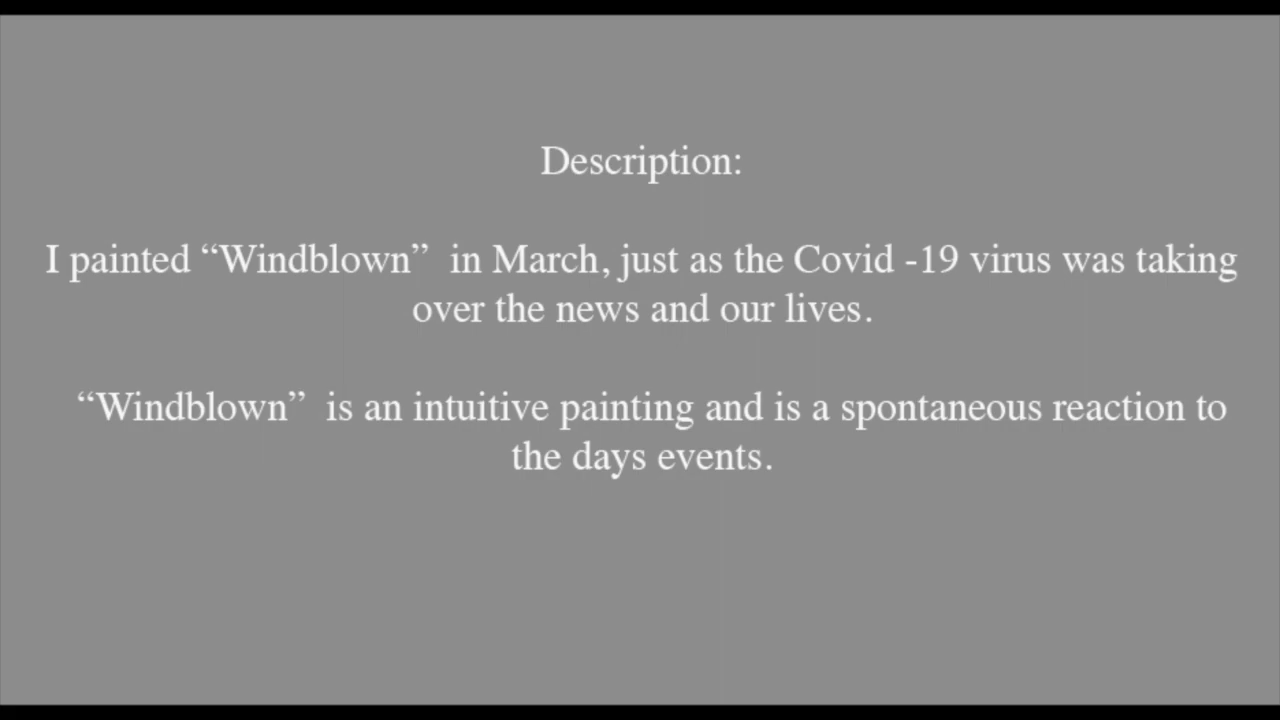 Description:
I painted “Windblown”  in March, just as the Covid -19 virus was taking
over the news and our lives.
“Windblown”  is an intuitive painting and is a spontaneous reaction to
the days events.